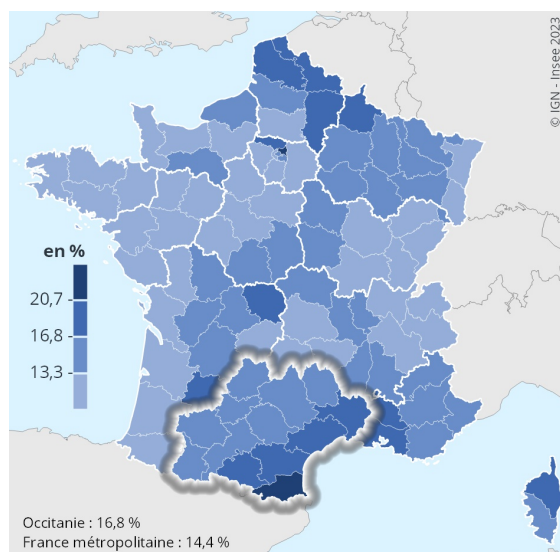 © IGN - Insee 2023
en %
20,7
16,8
13,3
Occitanie : 16,8 %
France métropolitaine : 14,4 %